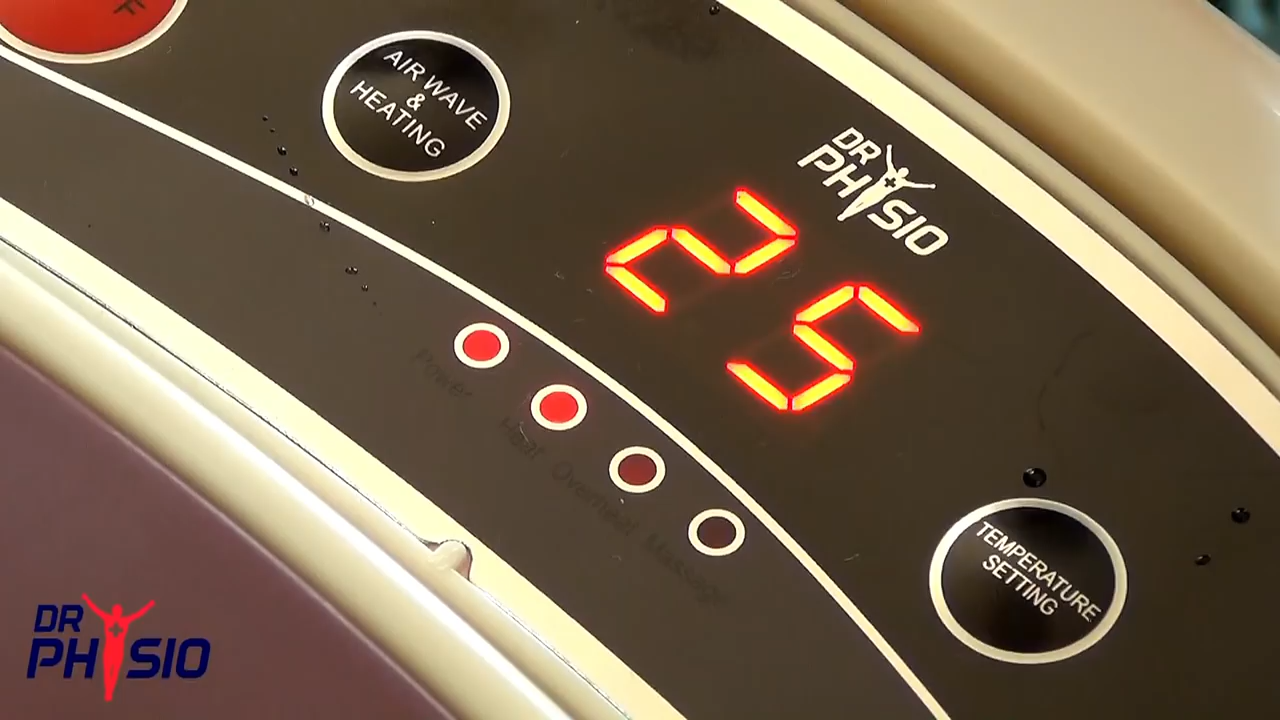 F
AIR WAVE
&
HEATING
DR
PHYSIO
25
Power
Heat
Overheat
Massage
TEMPERATURE
SETTING
DR
PHYSIO